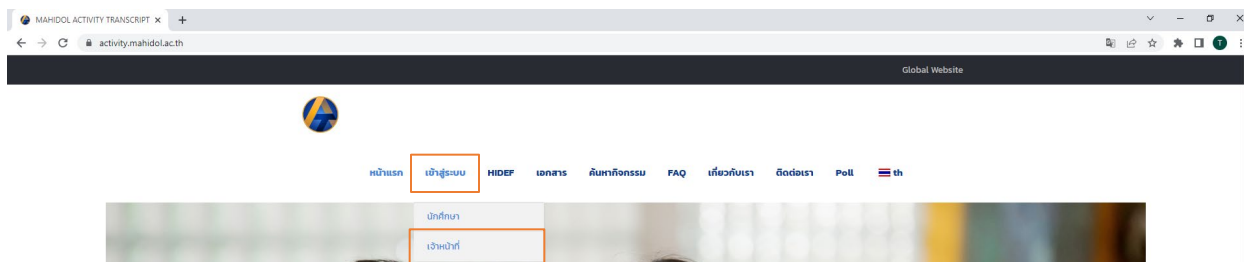 MAHIDOL ACTIVITY TRANSCRIPT
activity.mahidol.ac.th
T
Global Website
หน้าแรก เข้าสู่ระบบ HIDEF เอกสาร ค้นหากิจกรรม FAQ เกี่ยวกับเรา ติดต่อเรา Poll th
นักศึกษา
เจ้าหน้าที่